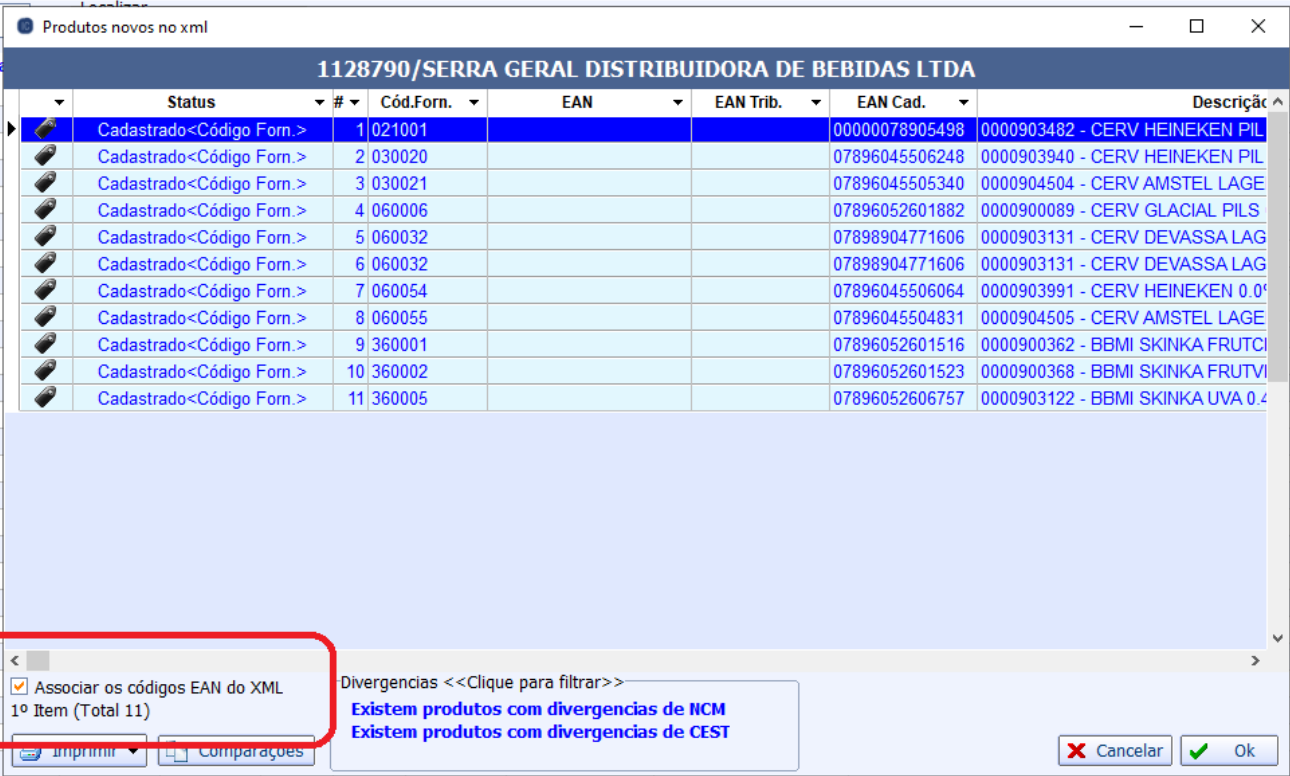 Localizar
Produtos novos no xml
1128790/SERRA GERAL DISTRIBUIDORA DE BEBIDAS LTDA
Status # Cód.Forn. EAN EAN Trib. EAN Cad. Descrição
Cadastrado<Código Forn.> 1 021001 00000078905498 0000903482 - CERV HEINEKEN PIL
Cadastrado<Código Forn.> 2 030020 07896045506248 0000903940 - CERV HEINEKEN PIL
Cadastrado<Código Forn.> 3 030021 07896045505340 0000904504 - CERV AMSTEL LAGE
Cadastrado<Código Forn.> 4 060006 07896052601882 0000900089 - CERV GLACIAL PILS
Cadastrado<Código Forn.> 5 060032 07898904771606 0000903131 - CERV DEVASSA LAG
Cadastrado<Código Forn.> 6 060032 07898904771606 0000903131 - CERV DEVASSA LAG
Cadastrado<Código Forn.> 7 060054 07896045506064 0000903991 - CERV HEINEKEN 0.0º
Cadastrado<Código Forn.> 8 060055 07896045504831 0000904505 - CERV AMSTEL LAGE
Cadastrado<Código Forn.> 9 360001 07896052601516 0000900362 - BBMI SKINKA FRUTCI
Cadastrado<Código Forn.> 10 360002 07896052601523 0000900368 - BBMI SKINKA FRUTVI
Cadastrado<Código Forn.> 11 360005 07896052606757 0000903122 - BBMI SKINKA UVA 0.4
Associar os códigos EAN do XML
1º Item (Total 11)
Imprimir Comparações
Divergencias <<Clique para filtrar>>
Existem produtos com divergencias de NCM
Existem produtos com divergencias de CEST
Cancelar Ok